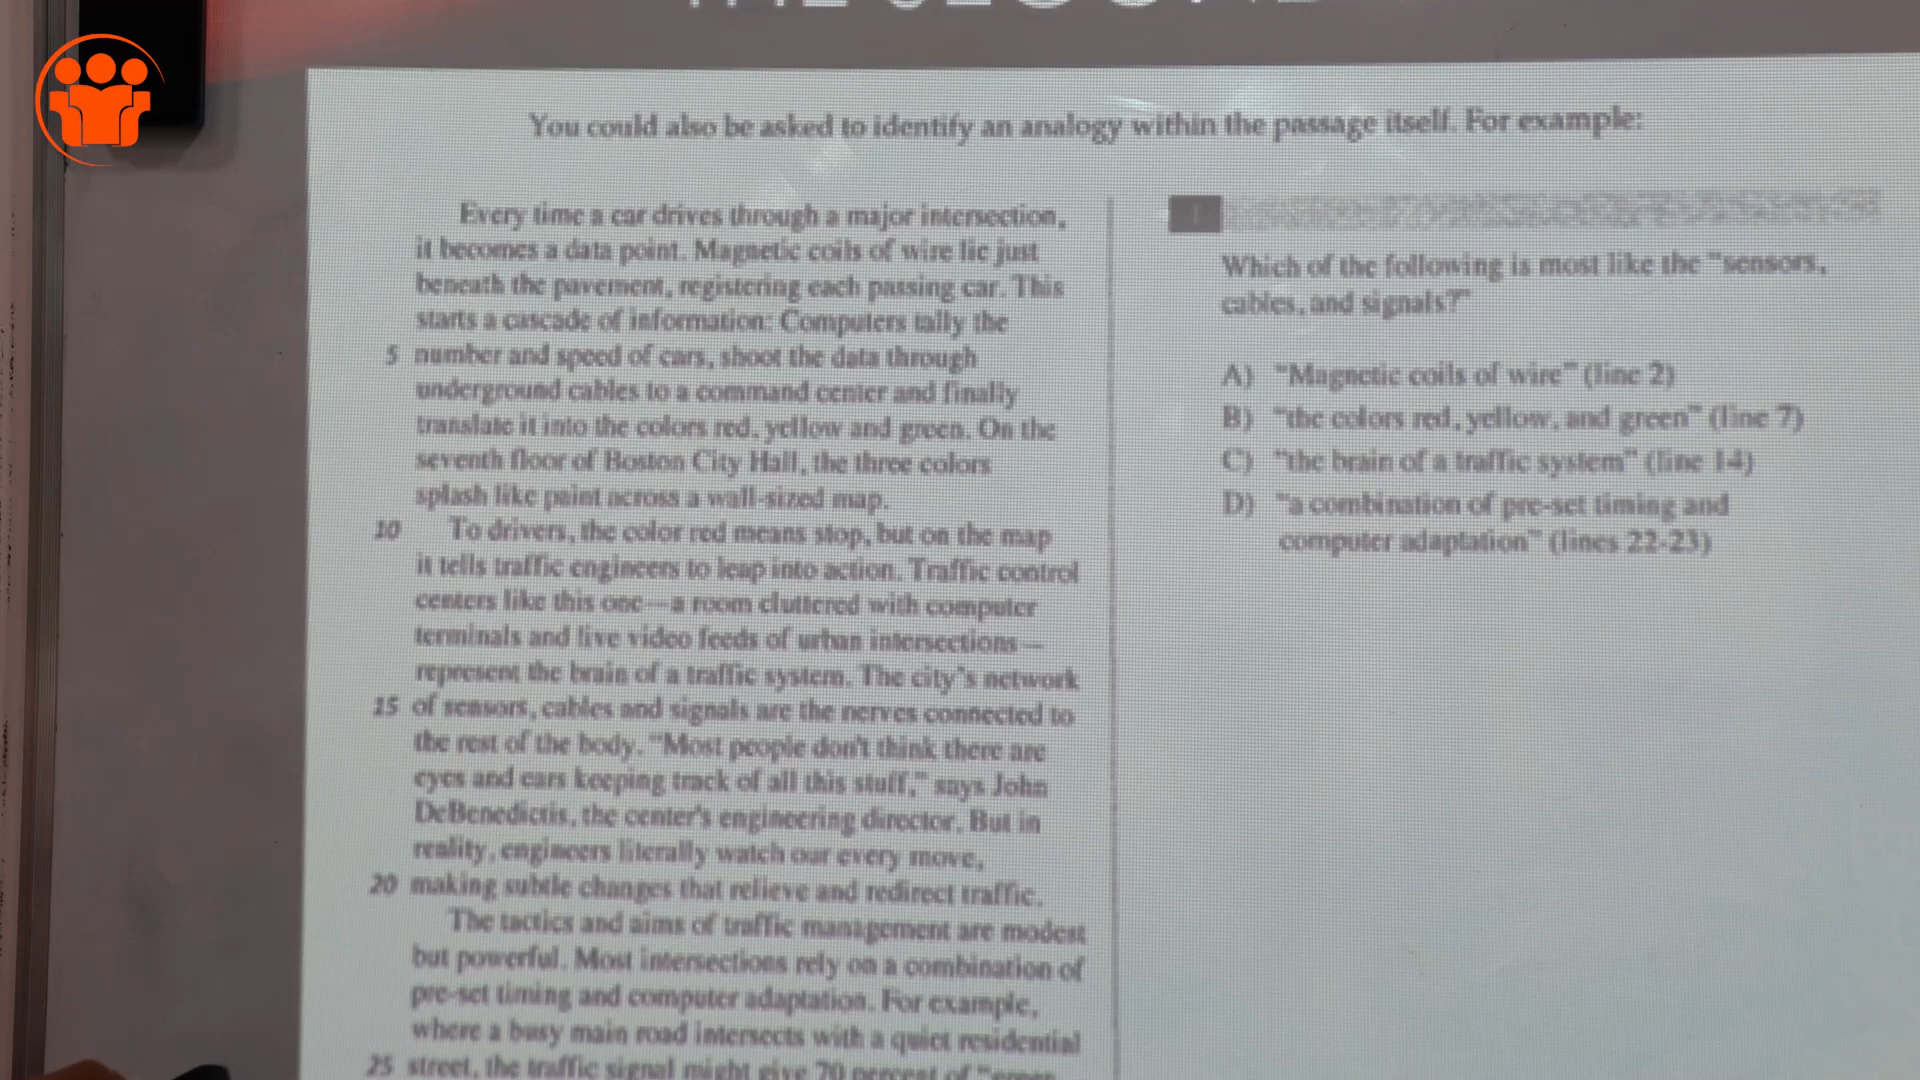 You could also be asked to identify an analogy within the passage itself. For example:
Every time a car drives through a major intersection,
it becomes a data point. Magnetic coils of wire lie just
beneath the pavement, registering each passing car. This
starts a cascade of information: Computers tally the
5 number and speed of cars, shoot the data through
underground cables to a command center and finally
translate it into the colors red, yellow and green. On the
seventh floor of Boston City Hall, the three colors
splash like paint across a wall-sized map.
10 To drivers, the color red means stop, but on the map
it tells traffic engineers to leap into action. Traffic control
centers like this one—a room cluttered with computer
terminals and live video feeds of urban intersections—
represent the brain of a traffic system. The city's network
15 of sensors, cables and signals are the nerves connected to
the rest of the body. "Most people don't think there are
eyes and ears keeping track of all this stuff," says John
DeBenedictis, the center's engineering director. But in
reality, engineers literally watch our every move,
20 making subtle changes that relieve and redirect traffic.
The tactics and aims of traffic management are modest
but powerful. Most intersections rely on a combination of
pre-set timing and computer adaptation. For example,
where a busy main road intersects with a quiet residential
25 street, the traffic signal might give 70 percent of "green
1
Which of the following is most like the "sensors,
cables, and signals?"
A) "Magnetic coils of wire" (line 2)
B) "the colors red, yellow, and green" (line 7)
C) "the brain of a traffic system" (line 14)
D) "a combination of pre-set timing and
computer adaptation" (lines 22-23)